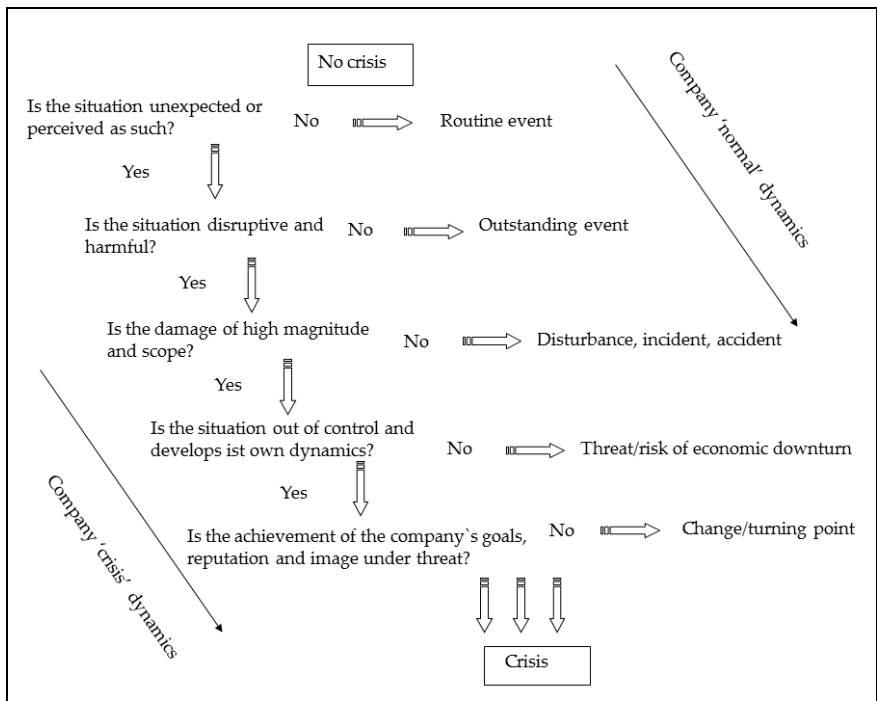 No crisis
Is the situation unexpected or
perceived as such?
No
Routine event
Yes
Is the situation disruptive and
harmful?
No
Outstanding event
Yes
Is the damage of high magnitude
and scope?
No
Disturbance, incident, accident
Yes
Is the situation out of control and
develops ist own dynamics?
No
Threat/risk of economic downturn
Yes
Is the achievement of the company`s goals,
reputation and image under threat?
No
Change/turning point
Crisis
Company ‘normal’ dynamics
Company ‘crisis’ dynamics